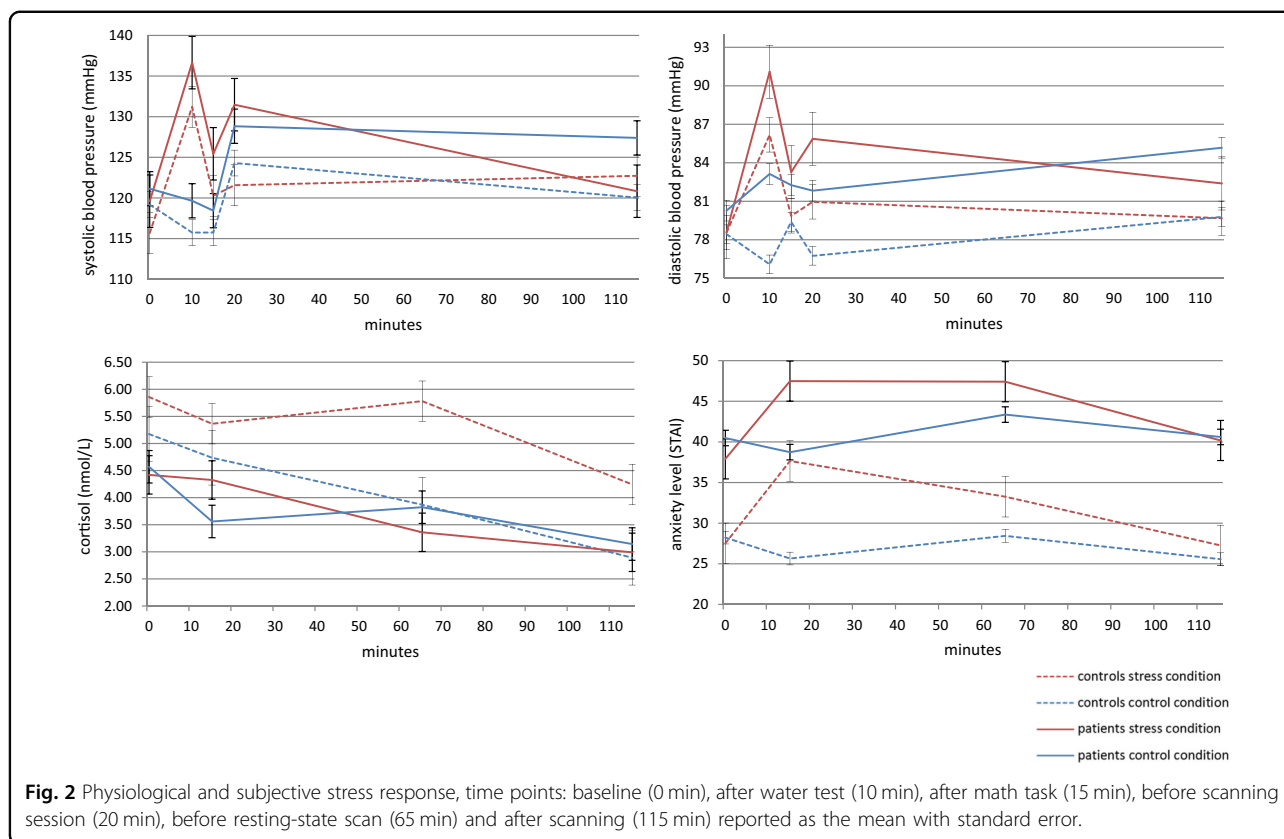 systolic blood pressure (mmHg)
140
135
130
125
120
115
110
0 10 20 30 40 50 60 70 80 90 100 110
minutes
diastolic blood pressure (mmHg)
93
90
87
84
81
78
75
0 10 20 30 40 50 60 70 80 90 100 110
minutes
cortisol (nmol/L)
6.50
6.00
5.50
5.00
4.50
4.00
3.50
3.00
2.50
2.00
0 10 20 30 40 50 60 70 80 90 100 110
minutes
anxiety level (STAI)
50
45
40
35
30
25
20
0 10 20 30 40 50 60 70 80 90 100 110
minutes
controls stress condition
controls control condition
patients stress condition
patients control condition
Fig. 2 Physiological and subjective stress response, time points: baseline (0 min), after water test (10 min), after math task (15 min), before scanning
session (20 min), before resting-state scan (65 min) and after scanning (115 min) reported as the mean with standard error.